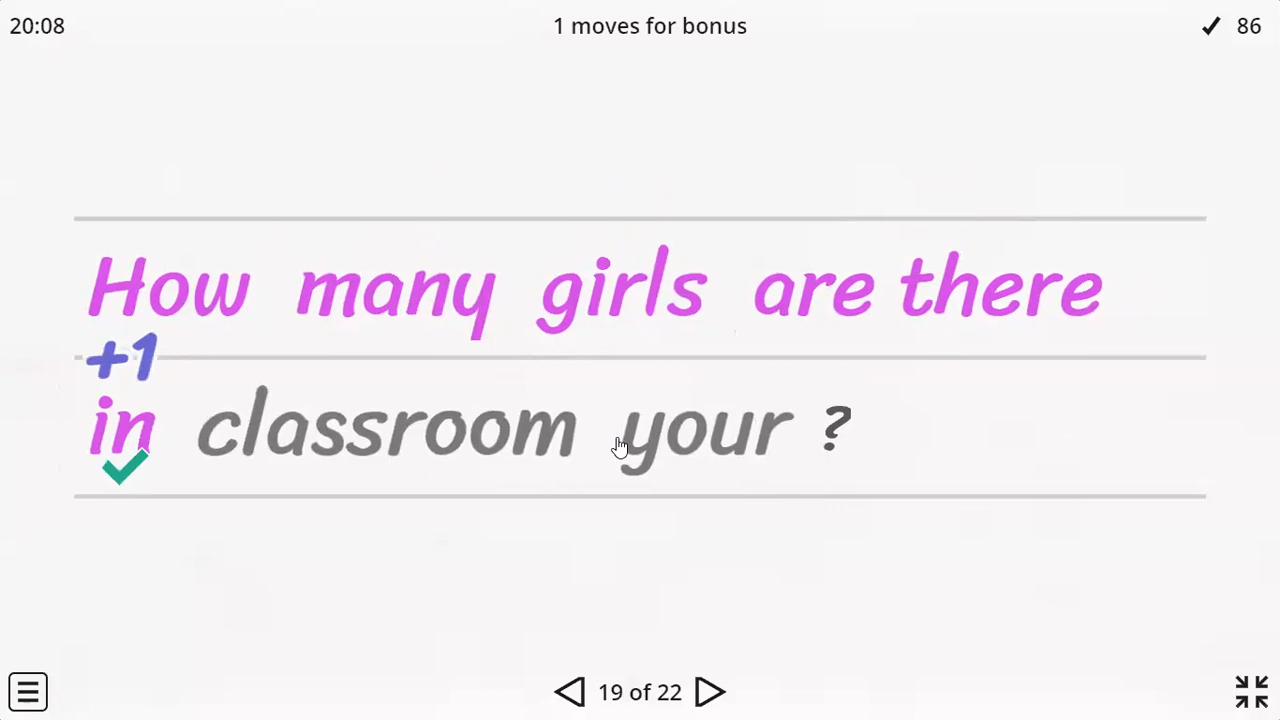 20:08 1 moves for bonus ✓ 86
How many girls are there
+1
in classroom your ?
19 of 22